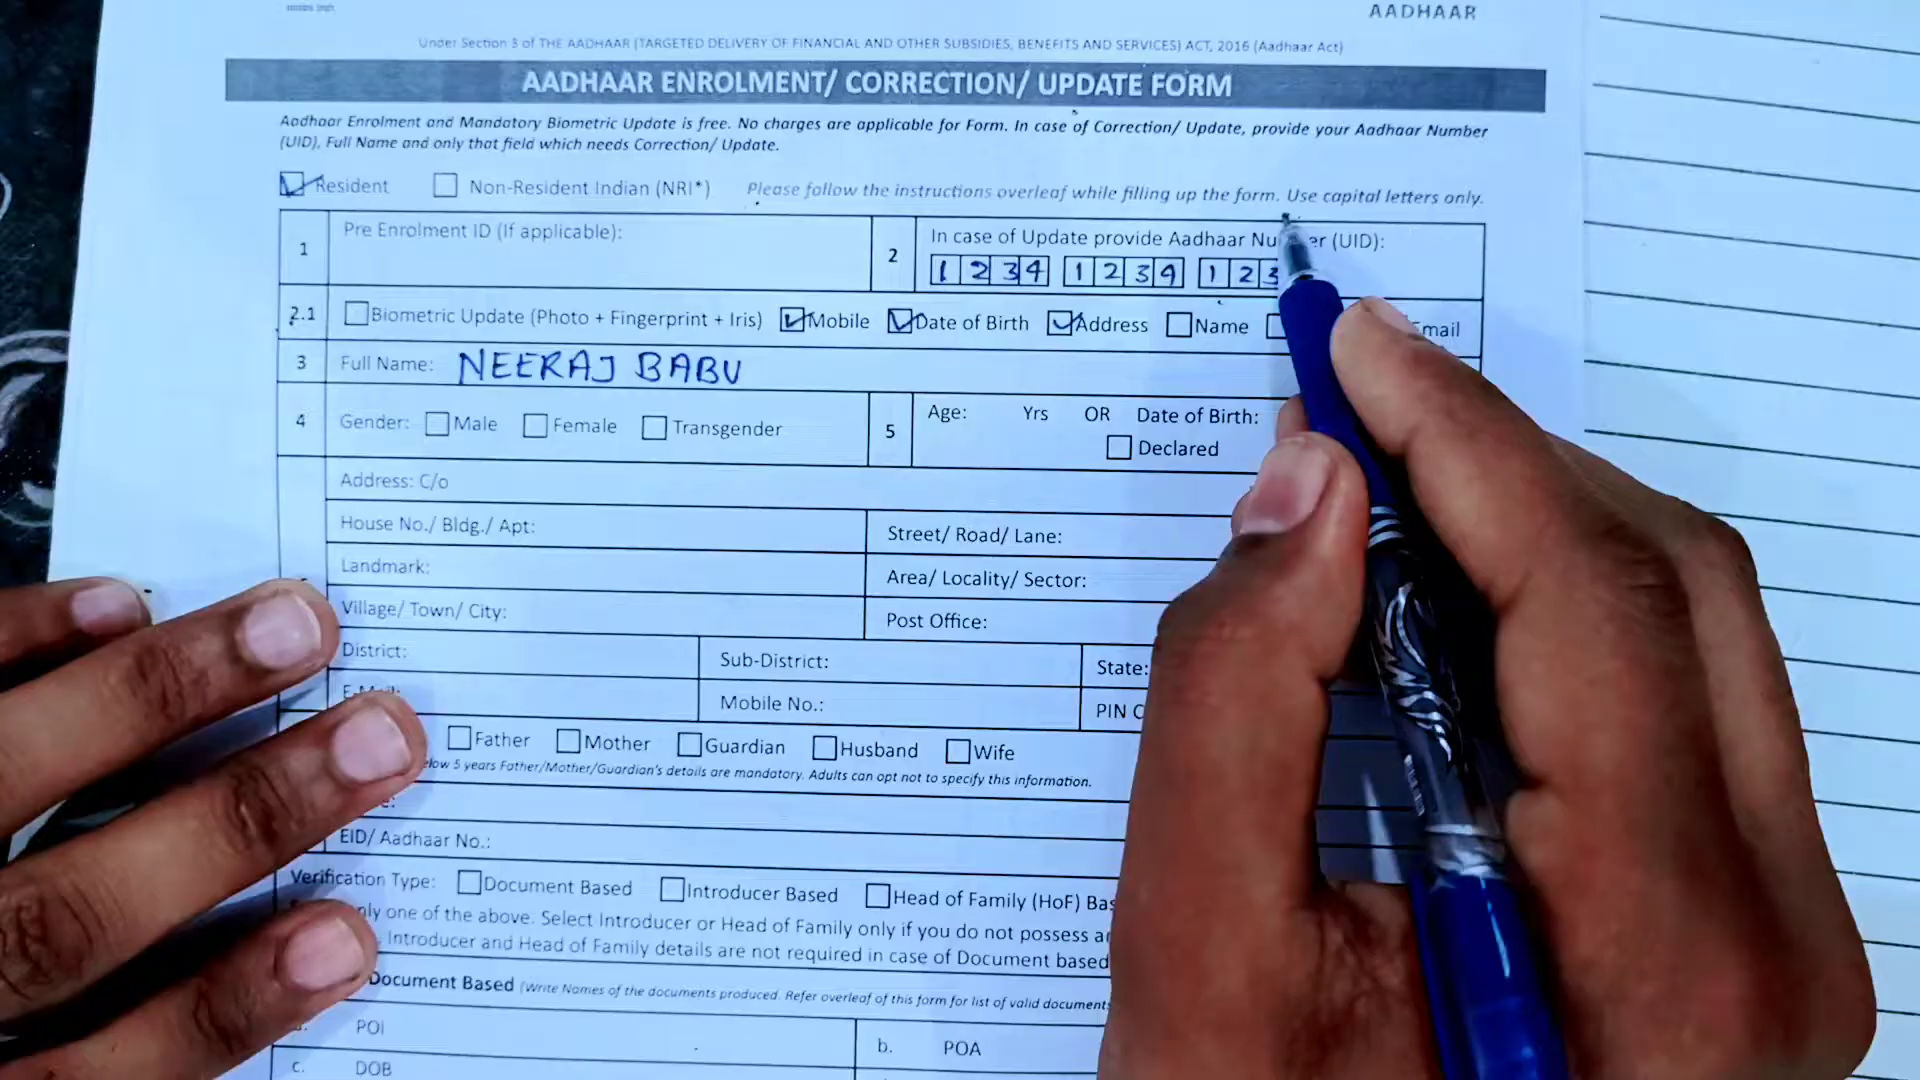 AADHAAR
Under Section 3 of THE AADHAAR (TARGETED DELIVERY OF FINANCIAL AND OTHER SUBSIDIES, BENEFITS AND SERVICES) ACT, 2016 (Aadhaar Act)
AADHAAR ENROLMENT/ CORRECTION/ UPDATE FORM
Aadhaar Enrolment and Mandatory Biometric Update is free. No charges are applicable for Form. In case of Correction/ Update, provide your Aadhaar Number
(UID), Full Name and only that field which needs Correction/ Update.
Resident Non-Resident Indian (NRI*) Please follow the instructions overleaf while filling up the form. Use capital letters only.
1 Pre Enrolment ID (If applicable):
2 In case of Update provide Aadhaar Nu er (UID):
1 2 3 4 1 2 3 4 1 2 3
2.1 Biometric Update (Photo + Fingerprint + Iris) Mobile Date of Birth Address Name Email
3 Full Name: NEERAJ BABU
4 Gender: Male Female Transgender
5 Age: Yrs OR Date of Birth:
Declared
Address: C/o
House No./ Bldg./ Apt: Street/ Road/ Lane:
Landmark: Area/ Locality/ Sector:
Village/ Town/ City: Post Office:
District: Sub-District: State:
E-Mail: Mobile No.: PIN C
Father Mother Guardian Husband Wife
elow 5 years Father/Mother/Guardian's details are mandatory. Adults can opt not to specify this information.
EID/ Aadhaar No.:
Verification Type: Document Based Introducer Based Head of Family (HoF) Bas
nly one of the above. Select Introducer or Head of Family only if you do not possess
Introducer and Head of Family details are not required in case of Document based
Document Based (Write Names of the documents produced. Refer overleaf of this form for list of valid document
POI b. POA
c. DOB